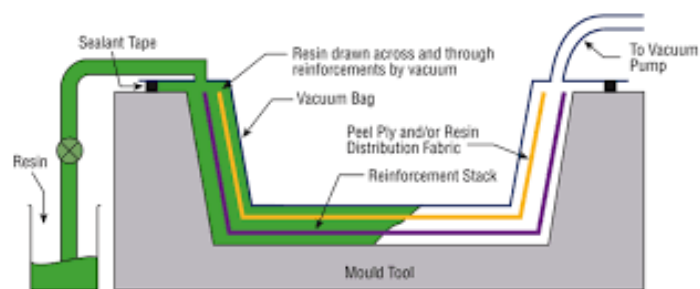 Sealant Tape
Resin drawn across and through
reinforcements by vacuum
To Vacuum
Pump
Vacuum Bag
Peel Ply and/or Resin
Distribution Fabric
Resin
Reinforcement Stack
Mould Tool